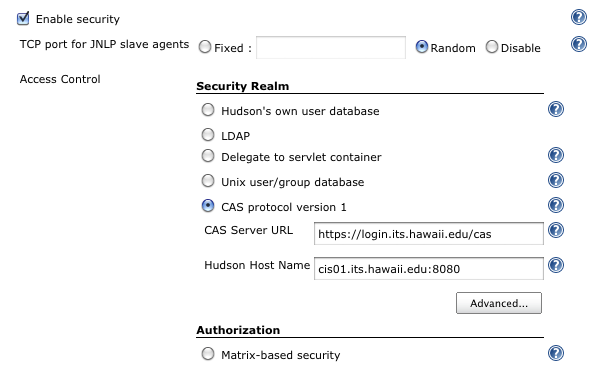 Enable security
TCP port for JNLP slave agents Fixed : Random Disable
Access Control
Security Realm
Hudson's own user database
LDAP
Delegate to servlet container
Unix user/group database
CAS protocol version 1
CAS Server URL https://login.its.hawaii.edu/cas
Hudson Host Name cis01.its.hawaii.edu:8080
Advanced...
Authorization
Matrix-based security